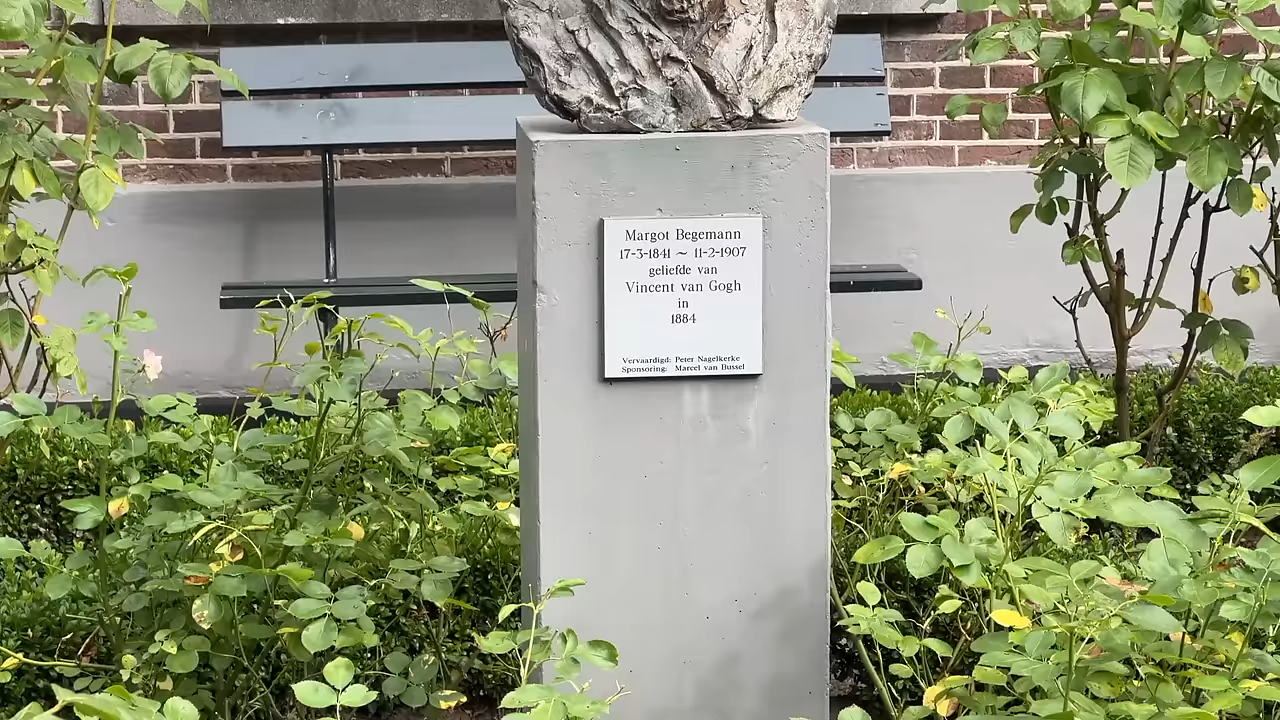 Margot Begemann
17-3-1841 ~ 11-2-1907
geliefde van
Vincent van Gogh
in
1884
Vervaardigd: Peter Nagelkerke
Sponsoring: Marcel van Bussel